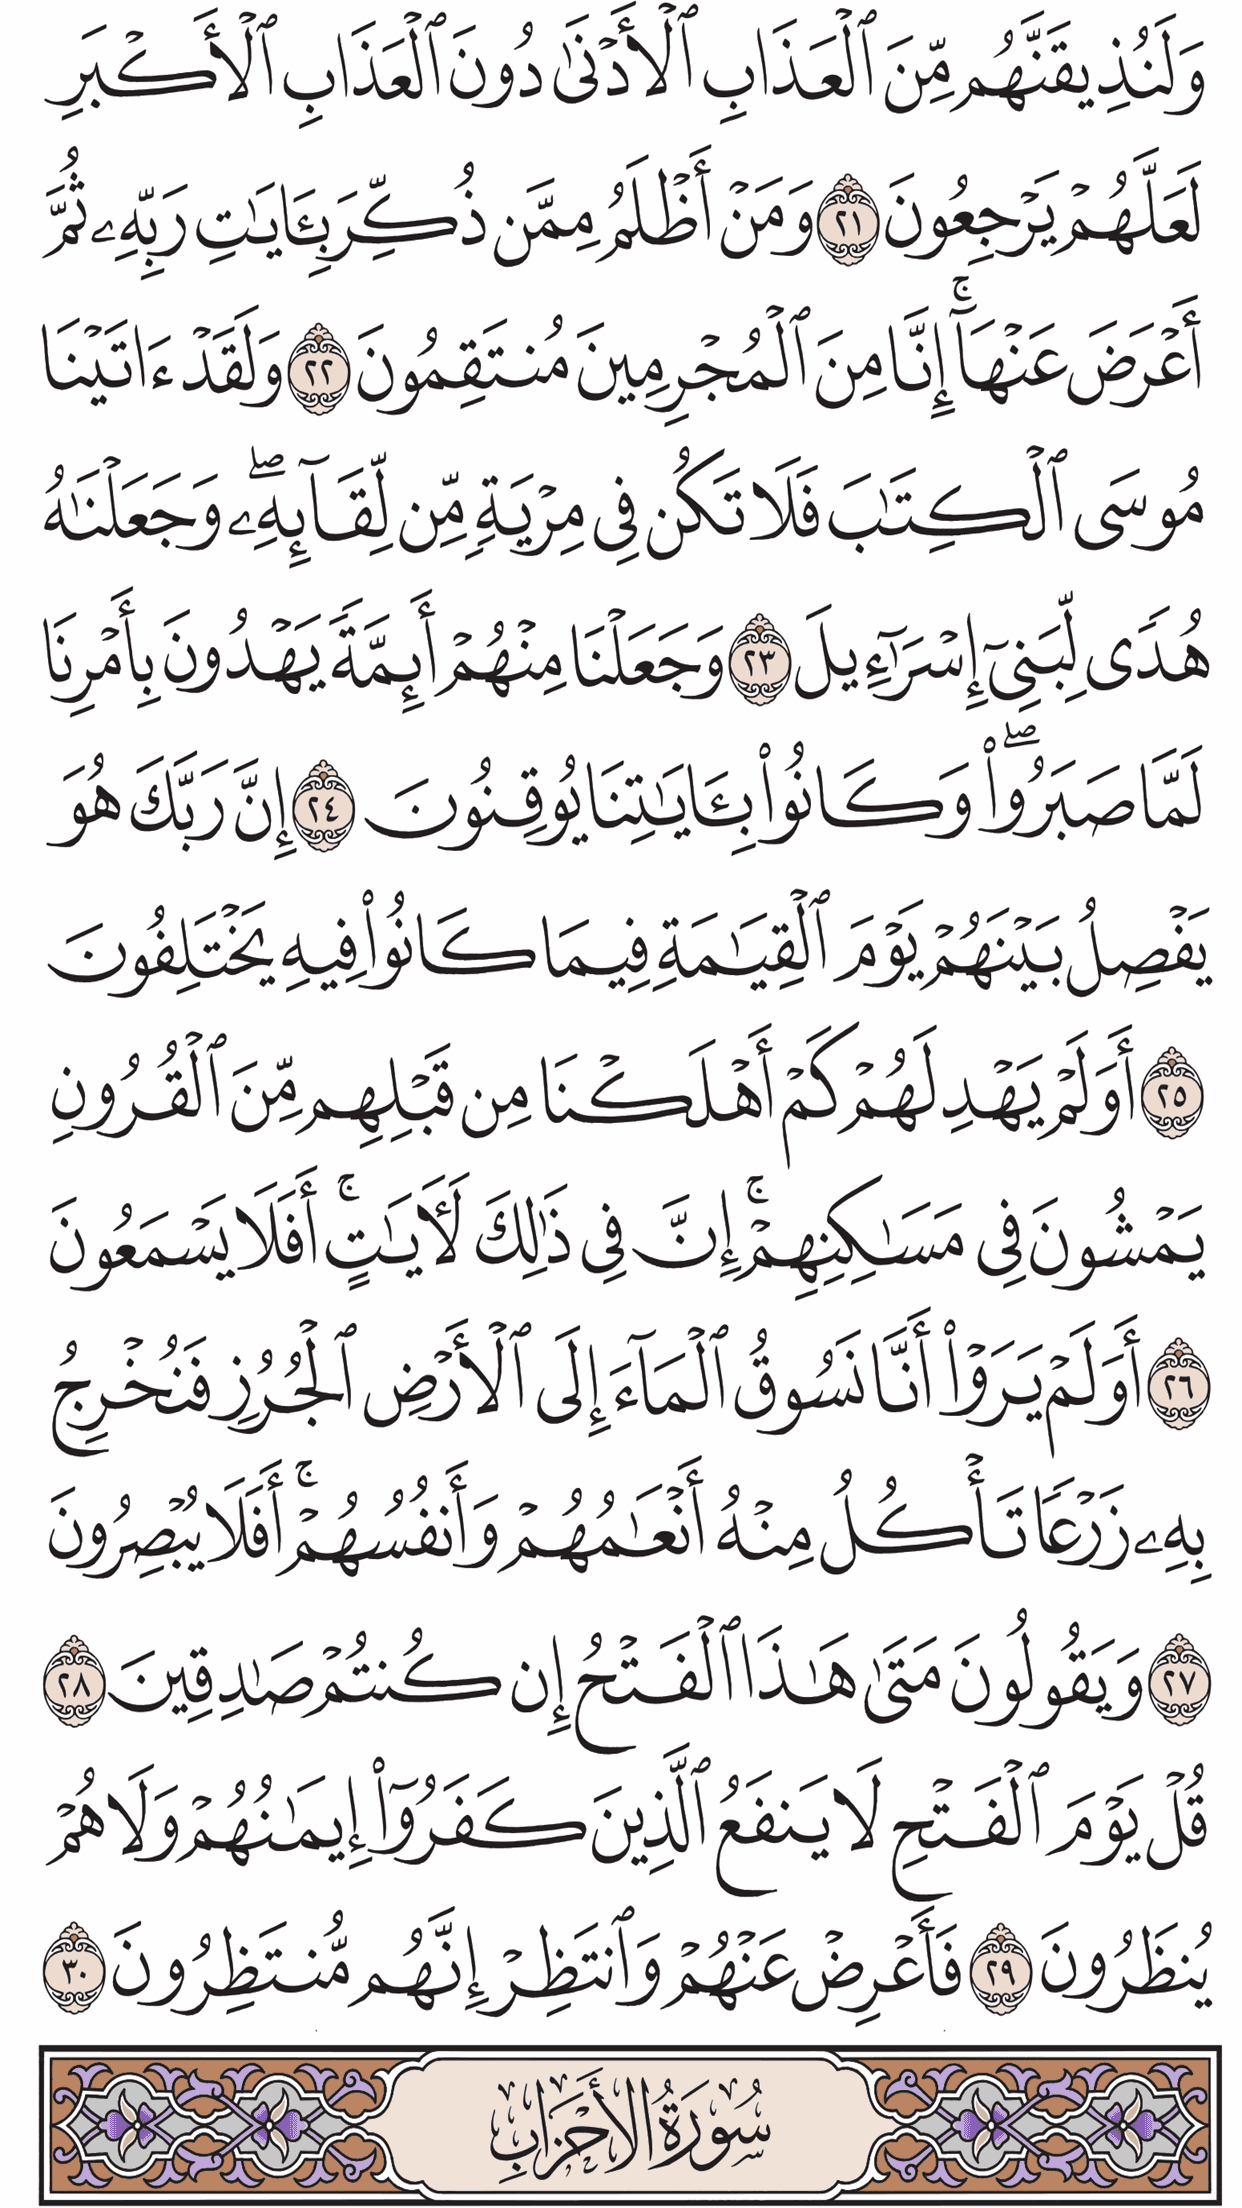 وَلَنُذِيقَنَّهُم مِّنَ ٱلْعَذَابِ ٱلْأَدْنَىٰ دُونَ ٱلْعَذَابِ ٱلْأَكْبَرِ
لَعَلَّهُمْ يَرْجِعُونَ ٢١ وَمَنْ أَظْلَمُ مِمَّن ذُكِّرَ بِـَٔايَـٰتِ رَبِّهِۦ ثُمَّ
أَعْرَضَ عَنْهَآ ۚ إِنَّا مِنَ ٱلْمُجْرِمِينَ مُنتَقِمُونَ ٢٢ وَلَقَدْ ءَاتَيْنَا
مُوسَى ٱلْكِتَـٰبَ فَلَا تَكُن فِى مِرْيَةٍ مِّن لِّقَآئِهِۦ ۖ وَجَعَلْنَـٰهُ
هُدًى لِّبَنِىٓ إِسْرَٰٓءِيلَ ٢٣ وَجَعَلْنَا مِنْهُمْ أَئِمَّةً يَهْدُونَ بِأَمْرِنَا
لَمَّا صَبَرُوا۟ ۖ وَكَانُوا۟ بِـَٔايَـٰتِنَا يُوقِنُونَ ٢٤ إِنَّ رَبَّكَ هُوَ
يَفْصِلُ بَيْنَهُمْ يَوْمَ ٱلْقِيَـٰمَةِ فِيمَا كَانُوا۟ فِيهِ يَخْتَلِفُونَ
٢٥ أَوَلَمْ يَهْدِ لَهُمْ كَمْ أَهْلَكْنَا مِن قَبْلِهِم مِّنَ ٱلْقُرُونِ
يَمْشُونَ فِى مَسَـٰكِنِهِمْ ۚ إِنَّ فِى ذَٰلِكَ لَـَٔايَـٰتٍ ۚ أَفَلَا يَسْمَعُونَ
٢٦ أَوَلَمْ يَرَوْا۟ أَنَّا نَسُوقُ ٱلْمَآءَ إِلَى ٱلْأَرْضِ ٱلْجُرُزِ فَنُخْرِجُ
بِهِۦ زَرْعًا تَأْكُلُ مِنْهُ أَنْعَـٰمُهُمْ وَأَنفُسُهُمْ ۚ أَفَلَا يُبْصِرُونَ
٢٧ وَيَقُولُونَ مَتَىٰ هَـٰذَا ٱلْفَتْحُ إِن كُنتُمْ صَـٰدِقِينَ ٢٨
قُلْ يَوْمَ ٱلْفَتْحِ لَا يَنفَعُ ٱلَّذِينَ كَفَرُوٓا۟ إِيمَـٰنُهُمْ وَلَا هُمْ
يُنظَرُونَ ٢٩ فَأَعْرِضْ عَنْهُمْ وَٱنتَظِرْ إِنَّهُم مُّنتَظِرُونَ ٣٠
سُورَةُ الأَحْزَابِ